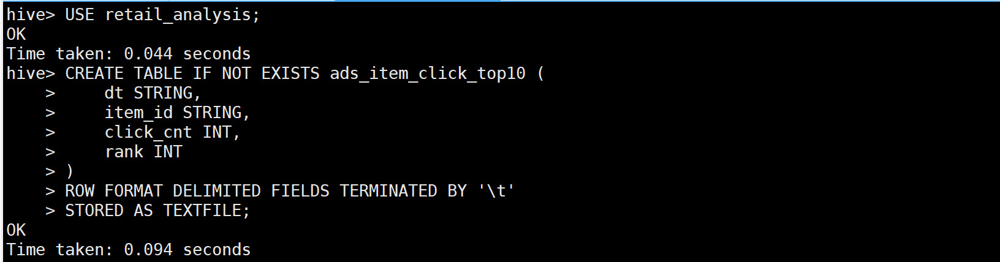 hive> USE retail_analysis;
OK
Time taken: 0.044 seconds
hive> CREATE TABLE IF NOT EXISTS ads_item_click_top10 (
    >     dt STRING,
    >     item_id STRING,
    >     click_cnt INT,
    >     rank INT
    > )
    > ROW FORMAT DELIMITED FIELDS TERMINATED BY '\t'
    > STORED AS TEXTFILE;
OK
Time taken: 0.094 seconds